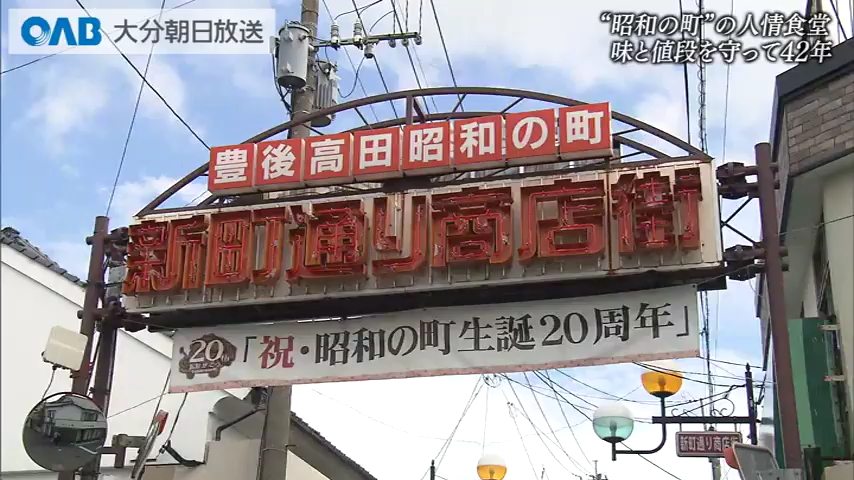 OAB 大分朝日放送
“昭和の町”の人情食堂
味と値段を守って42年
豊後高田昭和の町
新町通り商店街
20th
「祝・昭和の町生誕20周年」
新町通り商店街